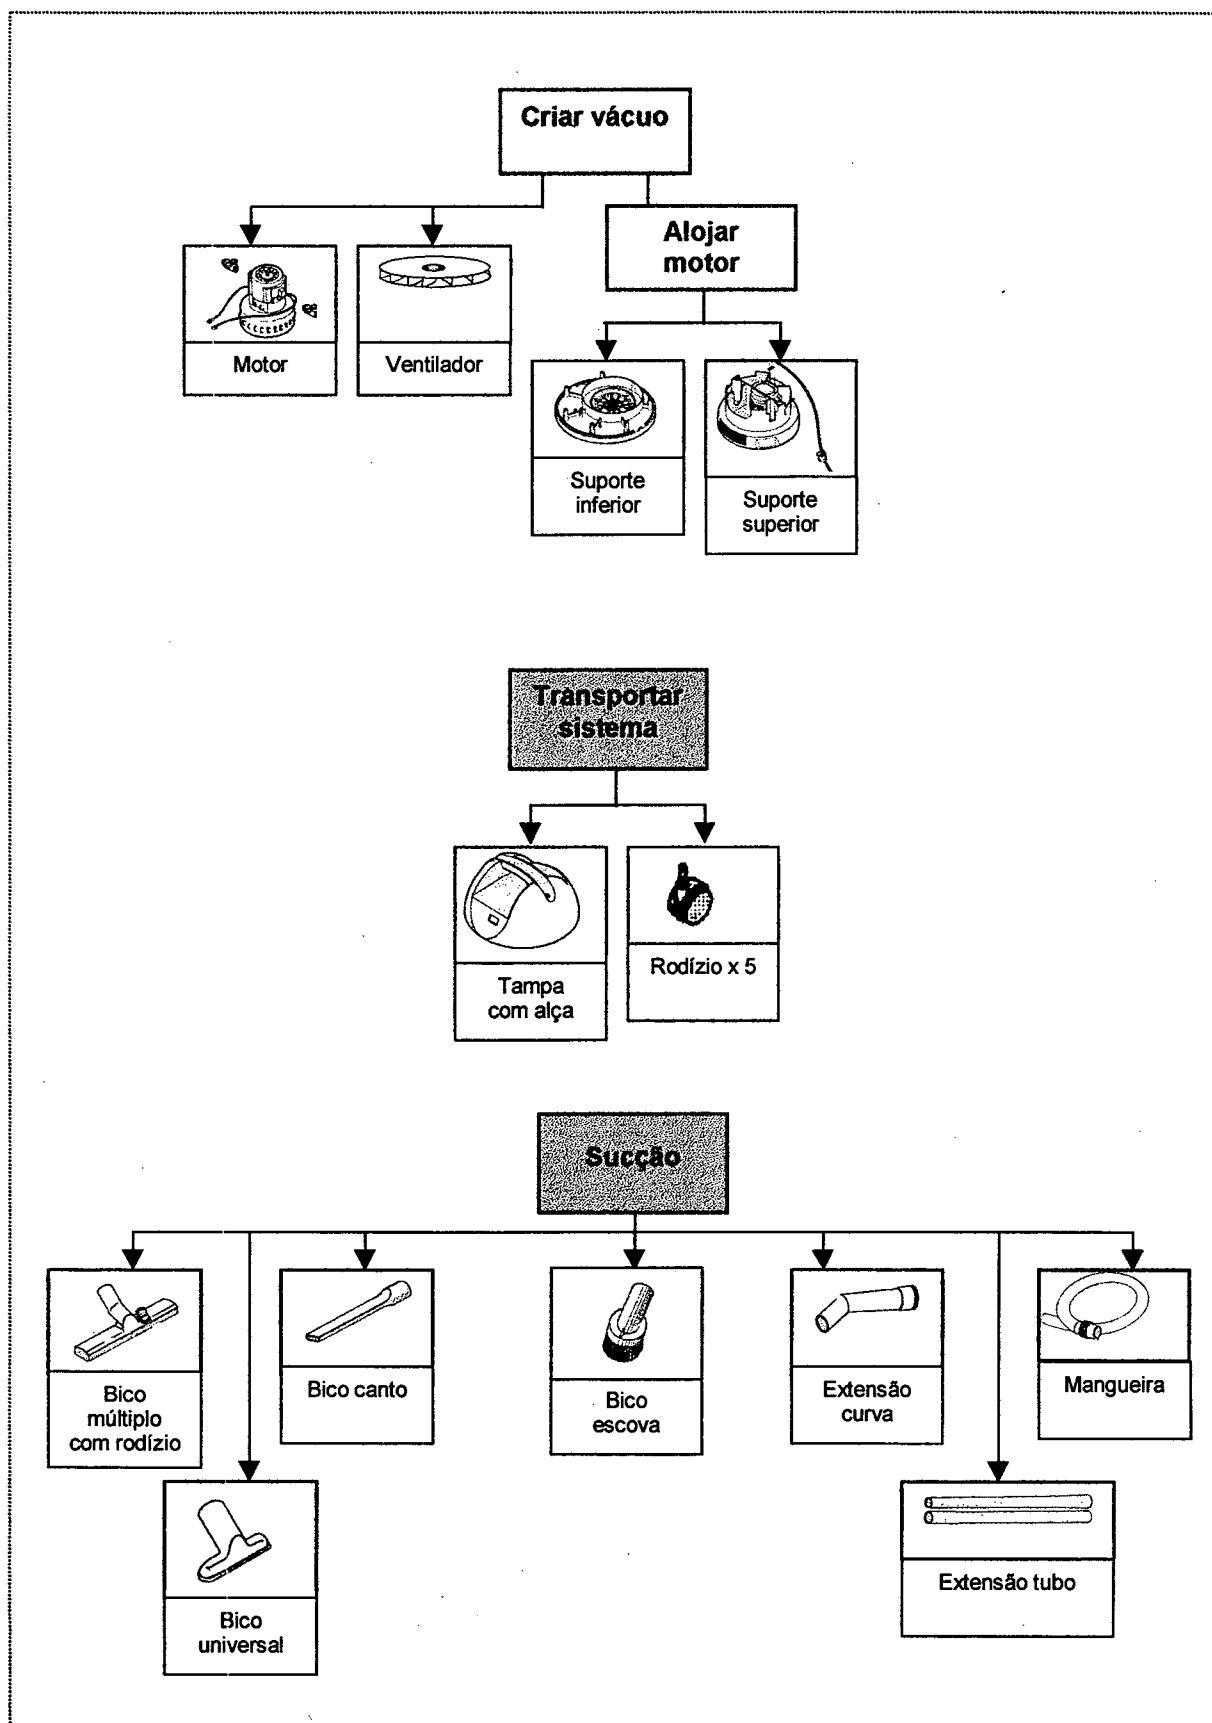 Criar vácuo
Alojar
motor
Motor
Ventilador
Suporte
inferior
Suporte
superior
Transportar
sistema
Tampa
com alça
Rodízio x 5
Sucção
Bico
múltiplo
com rodízio
Bico canto
Bico
escova
Extensão
curva
Mangueira
Bico
universal
Extensão tubo